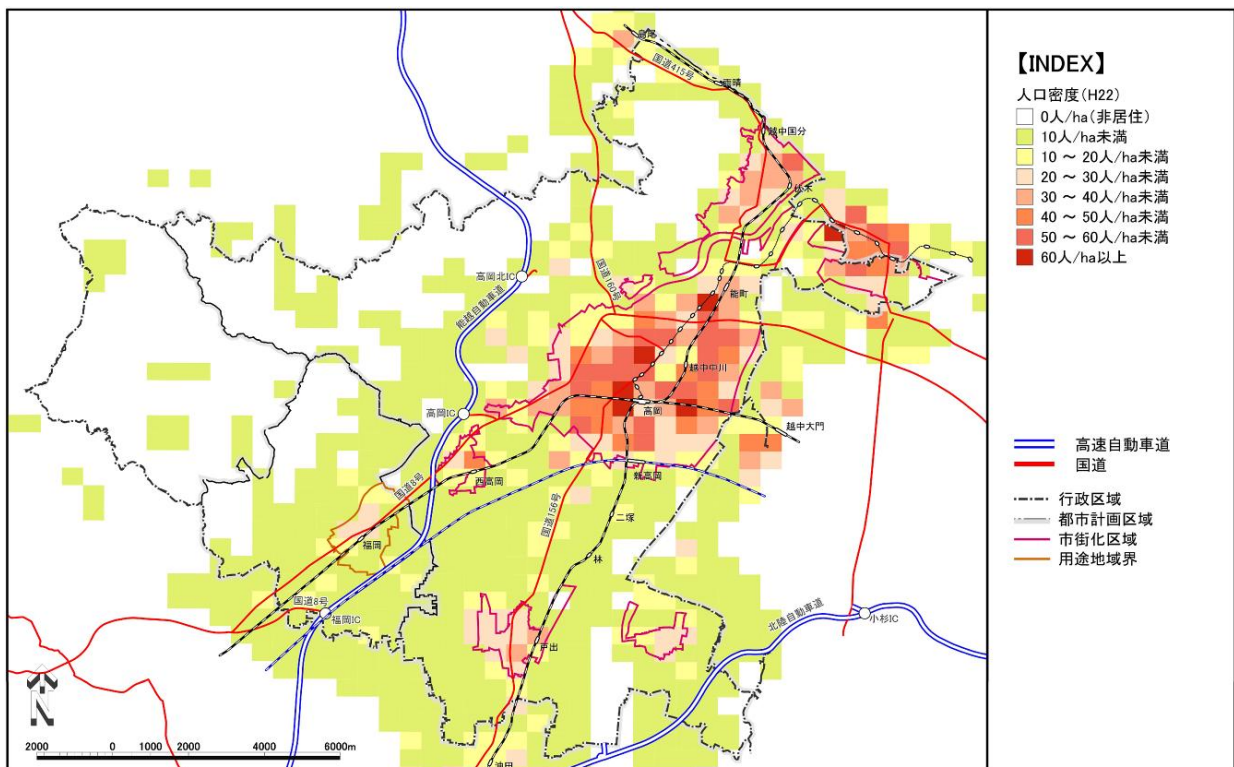 【INDEX】
人口密度(H22)
0人/ha(非居住)
10人/ha未満
10 ～ 20人/ha未満
20 ～ 30人/ha未満
30 ～ 40人/ha未満
40 ～ 50人/ha未満
50 ～ 60人/ha未満
60人/ha以上
高速自動車道
国道
行政区域
都市計画区域
市街化区域
用途地域界
国道415号
雨晴
越中国分
伏木
高岡北IC
能越自動車道
国道160号
能町
越中中川
高岡IC
高岡
越中大門
国道8号
西高岡
新高岡
国道156号
二塚
福岡
林
国道8号
福岡IC
北陸自動車道
小杉IC
戸出
油田
N
2000 0 1000 2000 4000 6000m